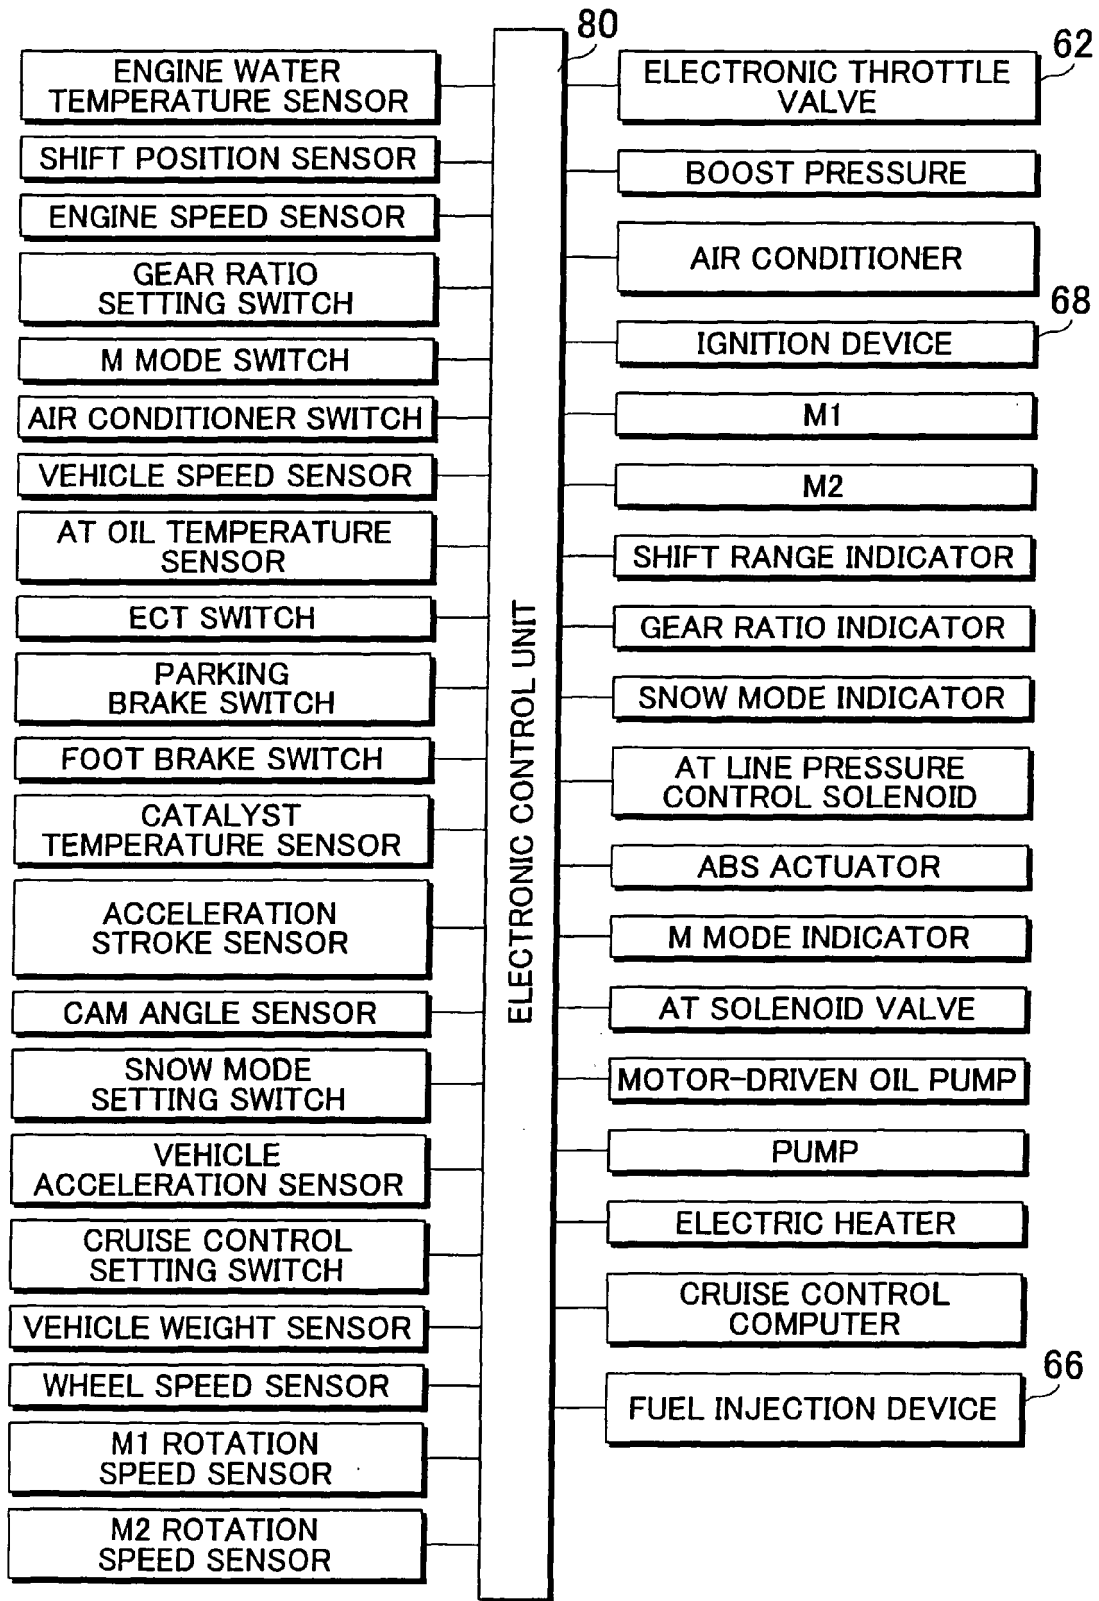 ENGINE WATER
TEMPERATURE SENSOR
SHIFT POSITION SENSOR
ENGINE SPEED SENSOR
GEAR RATIO
SETTING SWITCH
M MODE SWITCH
AIR CONDITIONER SWITCH
VEHICLE SPEED SENSOR
AT OIL TEMPERATURE
SENSOR
ECT SWITCH
PARKING
BRAKE SWITCH
FOOT BRAKE SWITCH
CATALYST
TEMPERATURE SENSOR
ACCELERATION
STROKE SENSOR
CAM ANGLE SENSOR
SNOW MODE
SETTING SWITCH
VEHICLE
ACCELERATION SENSOR
CRUISE CONTROL
SETTING SWITCH
VEHICLE WEIGHT SENSOR
WHEEL SPEED SENSOR
M1 ROTATION
SPEED SENSOR
M2 ROTATION
SPEED SENSOR
80
ELECTRONIC CONTROL UNIT
62
ELECTRONIC THROTTLE
VALVE
BOOST PRESSURE
AIR CONDITIONER
68
IGNITION DEVICE
M1
M2
SHIFT RANGE INDICATOR
GEAR RATIO INDICATOR
SNOW MODE INDICATOR
AT LINE PRESSURE
CONTROL SOLENOID
ABS ACTUATOR
M MODE INDICATOR
AT SOLENOID VALVE
MOTOR-DRIVEN OIL PUMP
PUMP
ELECTRIC HEATER
CRUISE CONTROL
COMPUTER
66
FUEL INJECTION DEVICE